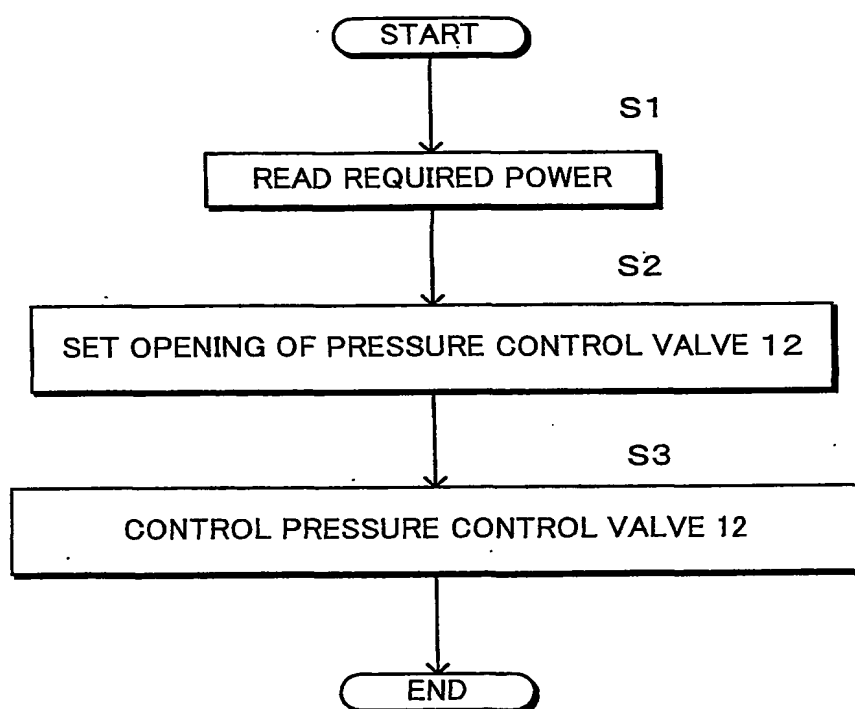 START
S1
READ REQUIRED POWER
S2
SET OPENING OF PRESSURE CONTROL VALVE 12
S3
CONTROL PRESSURE CONTROL VALVE 12
END